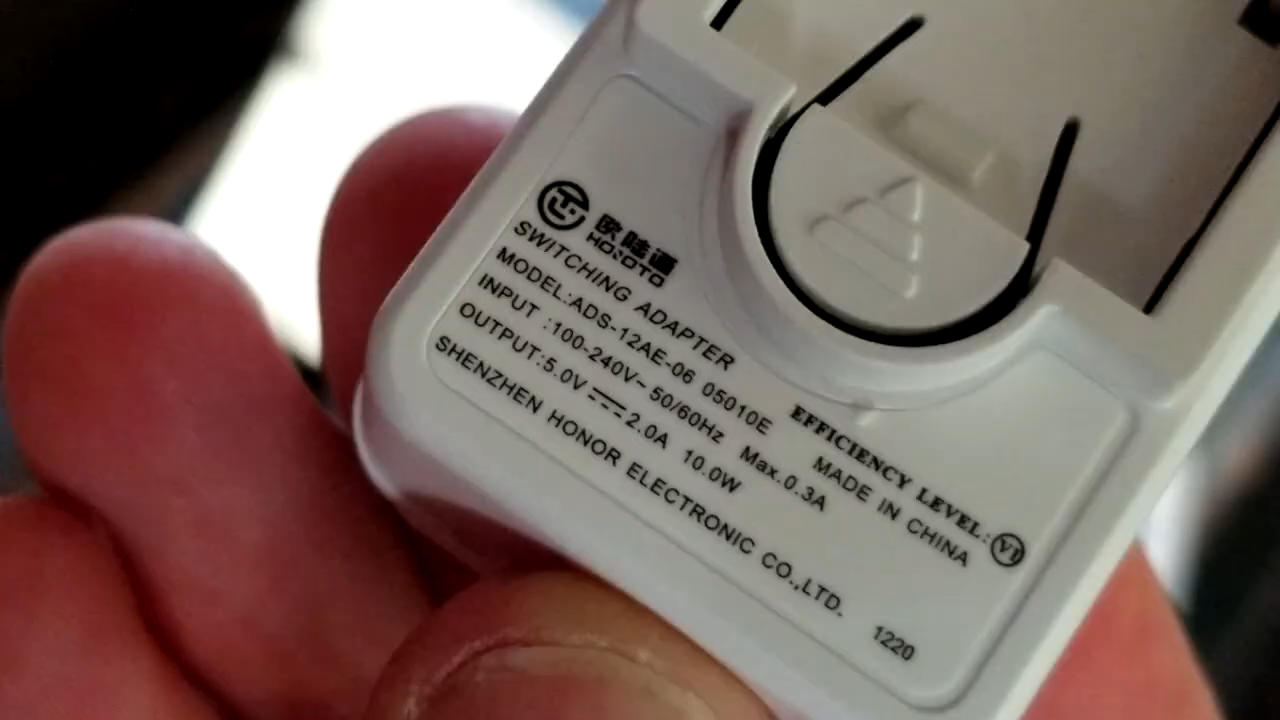 欧陆通
HONOTO
SWITCHING ADAPTER
MODEL:ADS-12AE-06 05010E
EFFICIENCY LEVEL: VI
INPUT :100-240V~ 50/60Hz Max.0.3A
MADE IN CHINA
OUTPUT:5.0V⎓2.0A 10.0W
SHENZHEN HONOR ELECTRONIC CO.,LTD.
1220